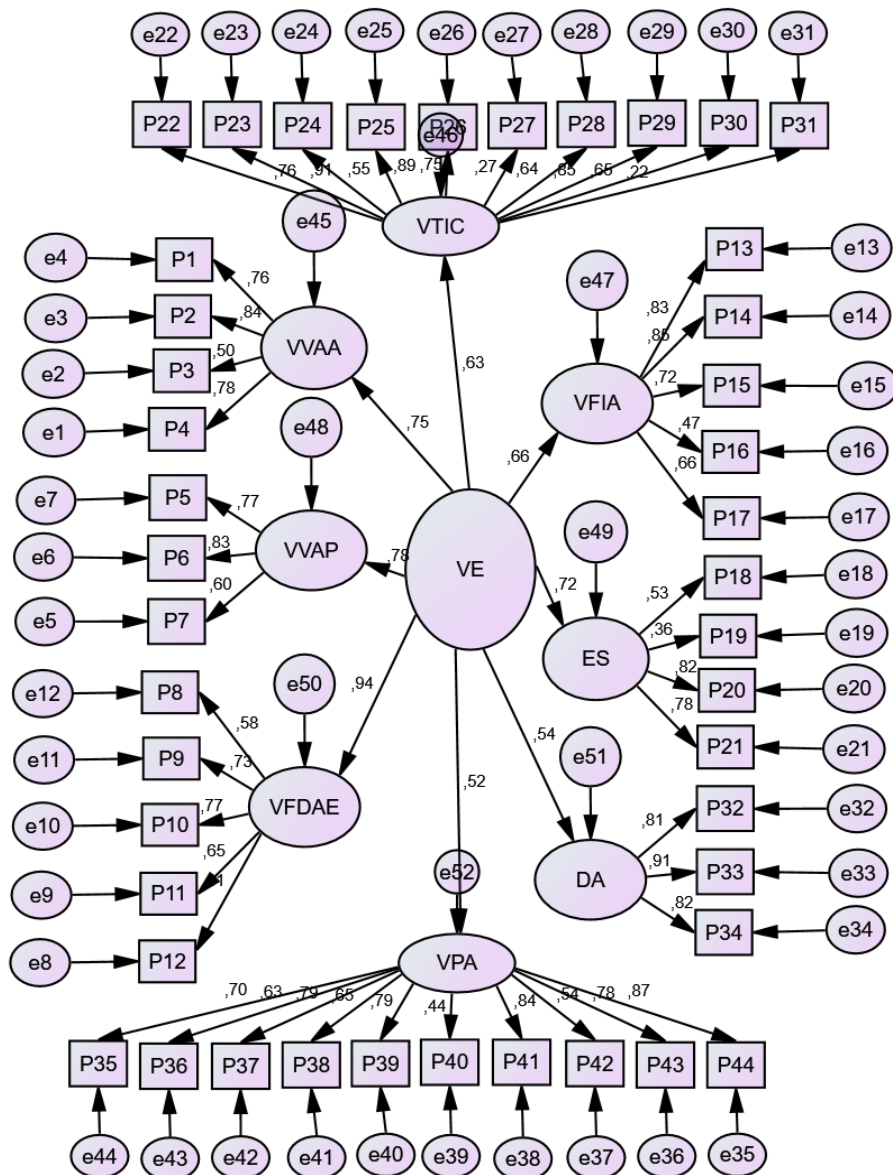 e22 e23 e24 e25 e26 e27 e28 e29 e30 e31
P22 P23 P24 P25 P26 P27 P28 P29 P30 P31
e46
,76 ,91 ,55 ,89 ,75 ,27 ,64 ,85 ,65 ,22
VTIC
e45
e4 P1 ,76
e3 P2 ,84
e2 P3 ,50
e1 P4 ,78
VVAA
,75
,63
e47
VFIA
,66
,83 P13 e13
,85 P14 e14
,72 P15 e15
,47 P16 e16
,66 P17 e17
e48
e7 P5 ,77
e6 P6 ,83
e5 P7 ,60
VVAP
,78
VE
e49
,72
ES
,53 P18 e18
,36 P19 e19
,82 P20 e20
,78 P21 e21
e50
,94
e12 P8 ,58
e11 P9 ,73
e10 P10 ,77
e9 P11 ,65
e8 P12
VFDAE
,52
,54
e51
DA
,81 P32 e32
,91 P33 e33
,82 P34 e34
e52
VPA
,70 ,63 ,79 ,65 ,79 ,44 ,84 ,54 ,78 ,87
P35 P36 P37 P38 P39 P40 P41 P42 P43 P44
e44 e43 e42 e41 e40 e39 e38 e37 e36 e35